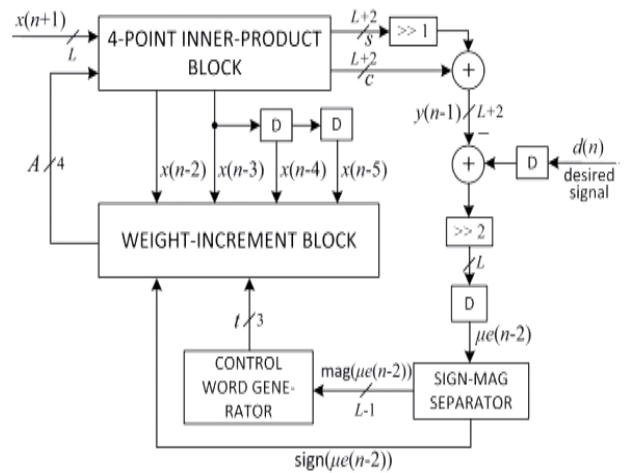 x(n+1)
L
4-POINT INNER-PRODUCT
BLOCK
L+2
s
>> 1
L+2
c
+
y(n-1)
L+2
−
A
4
D
D
x(n-2)
x(n-3)
x(n-4)
x(n-5)
+
D
d(n)
desired
signal
WEIGHT-INCREMENT BLOCK
>> 2
L
D
t
3
μe(n-2)
CONTROL
WORD GENE-
RATOR
mag(μe(n-2))
L-1
SIGN-MAG
SEPARATOR
sign(μe(n-2))